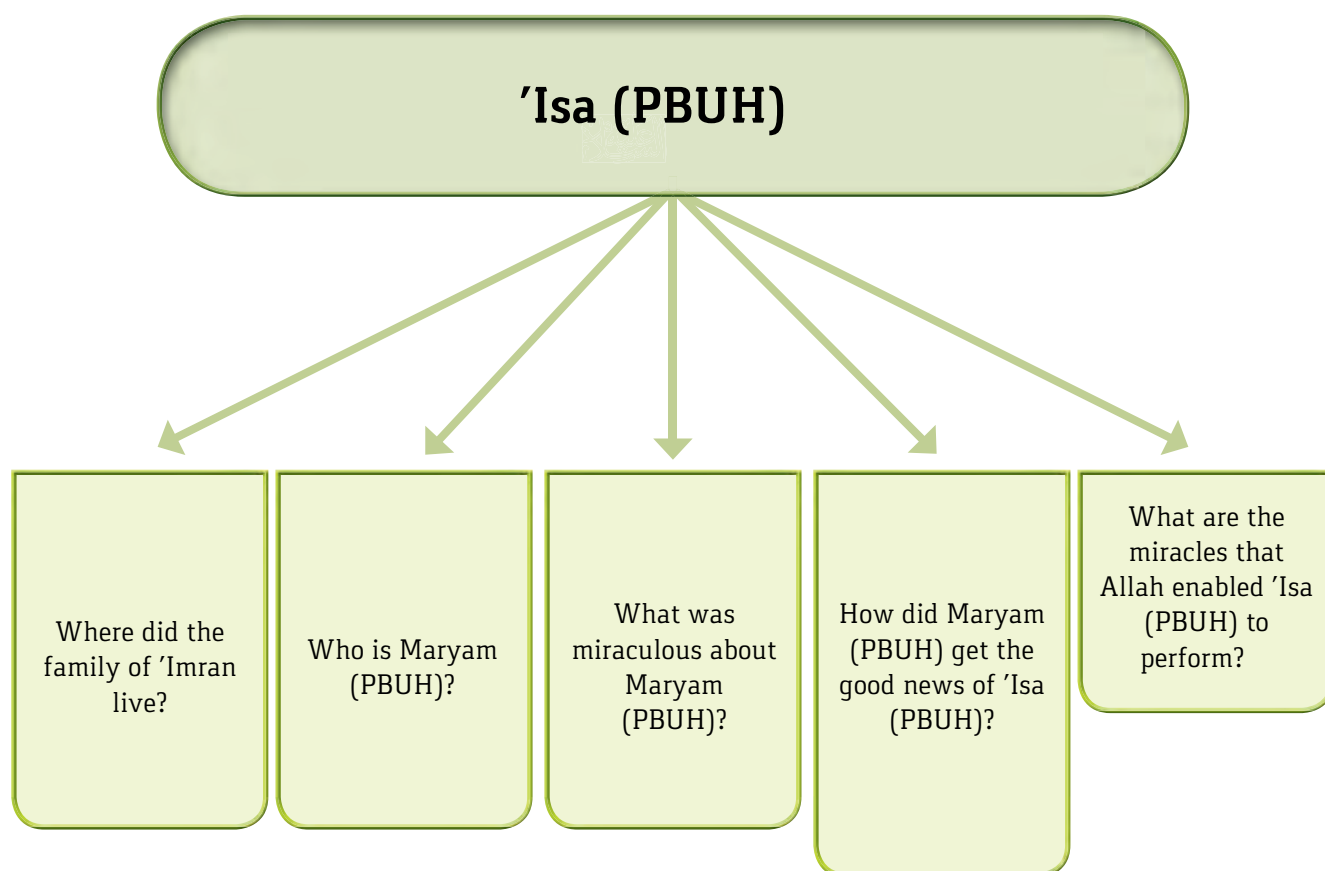 ’Isa (PBUH)
Where did the
family of ’Imran
live?
Who is Maryam
(PBUH)?
What was
miraculous about
Maryam
(PBUH)?
How did Maryam
(PBUH) get the
good news of ’Isa
(PBUH)?
What are the
miracles that
Allah enabled ’Isa
(PBUH) to
perform?